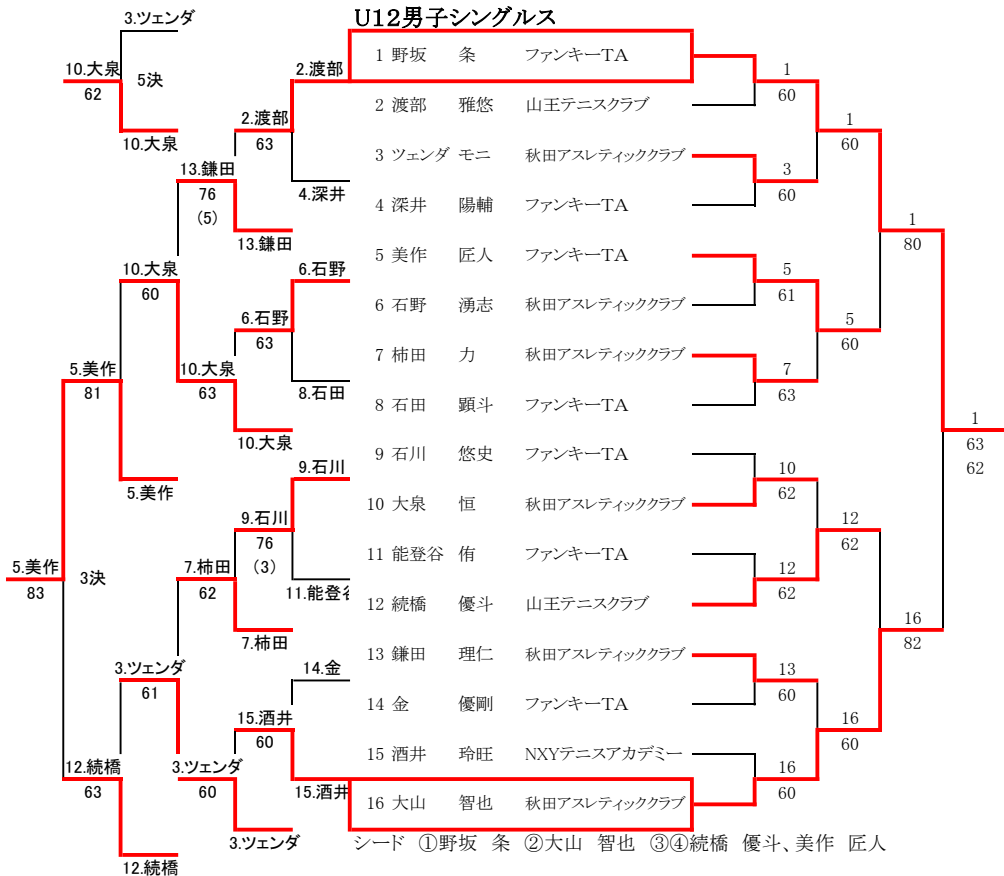 U12男子シングルス
3.ツェンダ
10.大泉
62
5決
10.大泉
2.渡部
2.渡部
63
4.深井
13.鎌田
76
(5)
13.鎌田
10.大泉
60
6.石野
6.石野
63
8.石田
10.大泉
63
10.大泉
5.美作
81
5.美作
9.石川
9.石川
76
(3)
11.能登谷
5.美作
83
3決
7.柿田
62
7.柿田
3.ツェンダ
61
14.金
15.酒井
60
15.酒井
12.続橋
63
3.ツェンダ
60
3.ツェンダ
12.続橋
1 野坂 条 ファンキーTA
2 渡部 雅悠 山王テニスクラブ
3 ツェンダ モニ 秋田アスレティッククラブ
4 深井 陽輔 ファンキーTA
5 美作 匠人 ファンキーTA
6 石野 湧志 秋田アスレティッククラブ
7 柿田 力 秋田アスレティッククラブ
8 石田 顕斗 ファンキーTA
9 石川 悠史 ファンキーTA
10 大泉 恒 秋田アスレティッククラブ
11 能登谷 侑 ファンキーTA
12 続橋 優斗 山王テニスクラブ
13 鎌田 理仁 秋田アスレティッククラブ
14 金 優剛 ファンキーTA
15 酒井 玲旺 NXYテニスアカデミー
16 大山 智也 秋田アスレティッククラブ
1
60
3
60
5
61
7
63
10
62
12
62
13
60
16
60
1
60
5
60
12
62
16
60
1
80
16
82
1
63
62
シード ①野坂 条 ②大山 智也 ③④続橋 優斗、美作 匠人